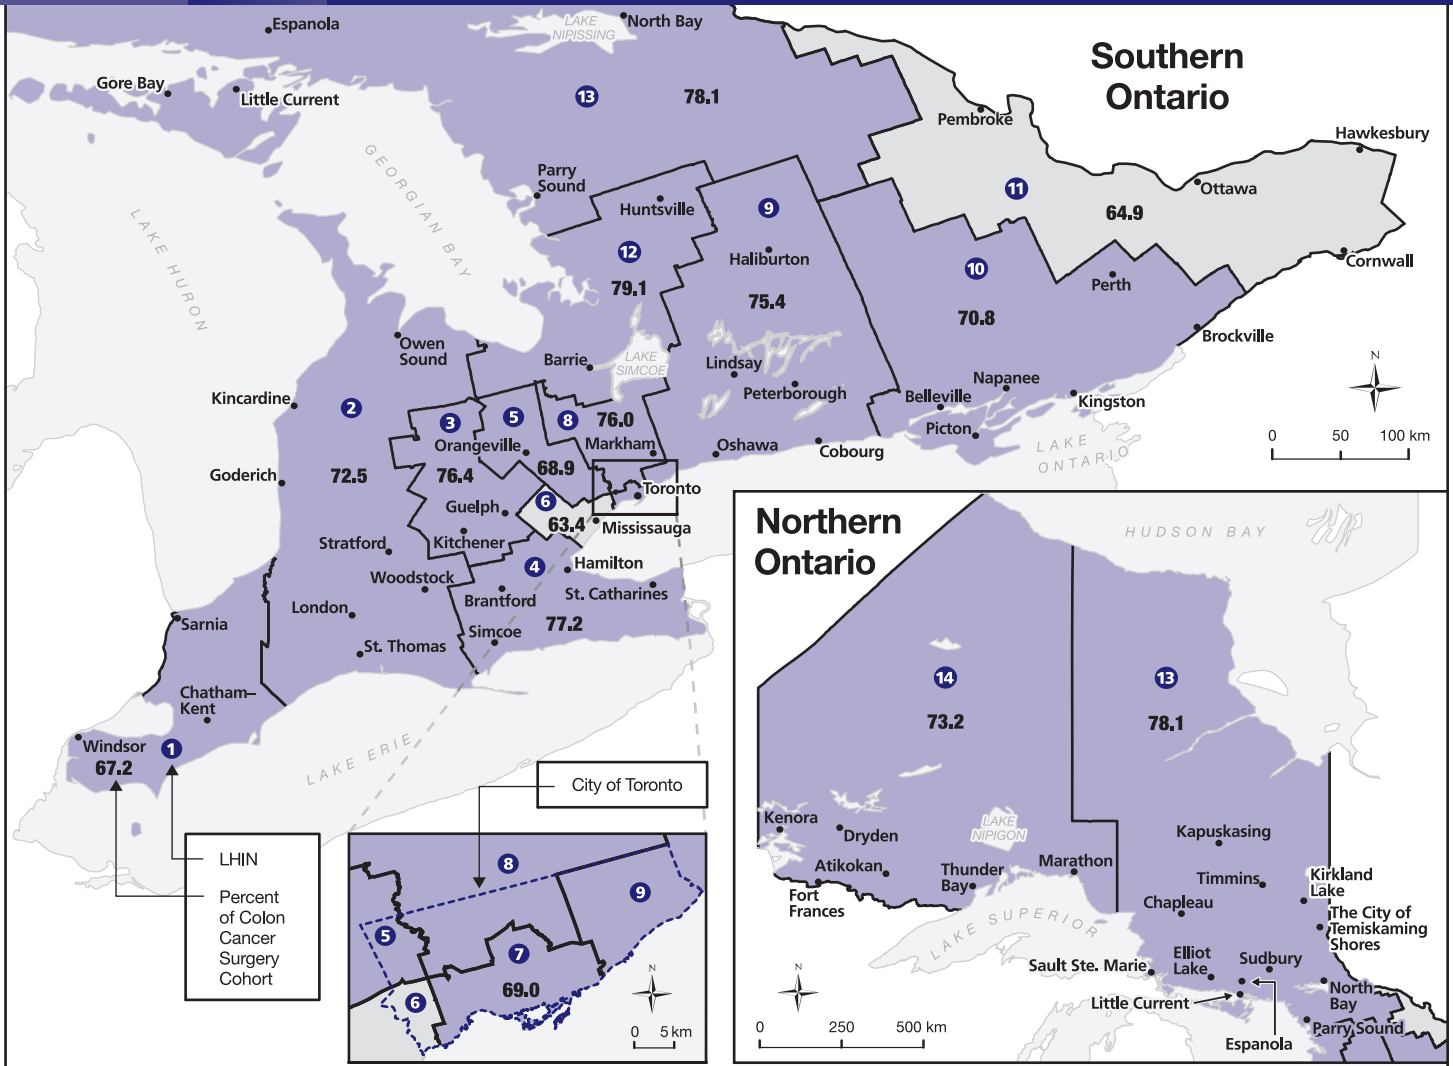 Espanola
LAKE
NIPISSING
North Bay
Southern
Ontario
Gore Bay
Little Current
13
78.1
Pembroke
Hawkesbury
GEORGIAN BAY
Parry
Sound
Huntsville
9
11
64.9
Ottawa
LAKE HURON
12
79.1
Haliburton
75.4
10
70.8
Perth
Cornwall
Owen
Sound
Barrie
LAKE
SIMCOE
Lindsay
Peterborough
Brockville
N
Kincardine
2
3
5
8
76.0
Belleville
Napanee
Kingston
Orangeville
Markham
Oshawa
Cobourg
Picton
LAKE
ONTARIO
0 50 100 km
Goderich
72.5
76.4
68.9
Toronto
Guelph
6
63.4
Mississauga
Stratford
Kitchener
4
Hamilton
Woodstock
Brantford
St. Catharines
London
Simcoe
77.2
Sarnia
St. Thomas
Chatham–
Kent
Windsor
67.2
1
LAKE ERIE
LHIN
Percent
of Colon
Cancer
Surgery
Cohort
City of Toronto
8
9
5
7
69.0
6
N
0 5 km
Northern
Ontario
HUDSON BAY
14
73.2
13
78.1
Kenora
Dryden
LAKE
NIPIGON
Kapuskasing
Atikokan
Thunder
Bay
Marathon
Timmins
Kirkland
Lake
Fort
Frances
Chapleau
The City of
Temiskaming
Shores
LAKE SUPERIOR
Elliot
Lake
Sudbury
Sault Ste. Marie
North
Bay
Little Current
Parry Sound
Espanola
N
0 250 500 km